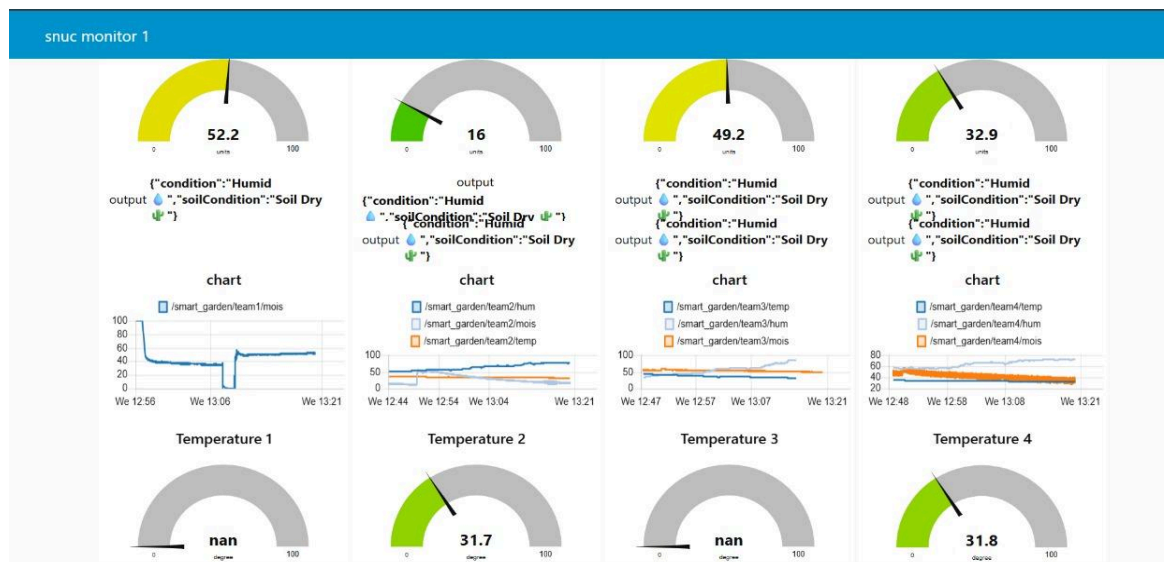 snuc monitor 1
52.2
units
0
100
16
units
0
100
49.2
units
0
100
32.9
units
0
100
{"condition":"Humid
output 💧 ","soilCondition":"Soil Dry
🌵 "}
output
{"condition":"Humid
💧 ","soilCondition":"Soil Dry 🌵 "}
{"condition":"Humid
output 💧 ","soilCondition":"Soil Dry
🌵 "}
{"condition":"Humid
output 💧 ","soilCondition":"Soil Dry
🌵 "}
{"condition":"Humid
output 💧 ","soilCondition":"Soil Dry
🌵 "}
{"condition":"Humid
output 💧 ","soilCondition":"Soil Dry
🌵 "}
{"condition":"Humid
output 💧 ","soilCondition":"Soil Dry
🌵 "}
chart
/smart_garden/team1/mois
100
80
60
40
20
0
We 12:56 We 13:06 We 13:21
chart
/smart_garden/team2/hum
/smart_garden/team2/mois
/smart_garden/team2/temp
100
50
0
We 12:44 We 12:54 We 13:04 We 13:21
chart
/smart_garden/team3/temp
/smart_garden/team3/hum
/smart_garden/team3/mois
100
50
0
We 12:47 We 12:57 We 13:07 We 13:21
chart
/smart_garden/team4/temp
/smart_garden/team4/hum
/smart_garden/team4/mois
80
60
40
20
We 12:48 We 12:58 We 13:08 We 13:21
Temperature 1
nan
degree
0
100
Temperature 2
31.7
degree
0
100
Temperature 3
nan
degree
0
100
Temperature 4
31.8
degree
0
100